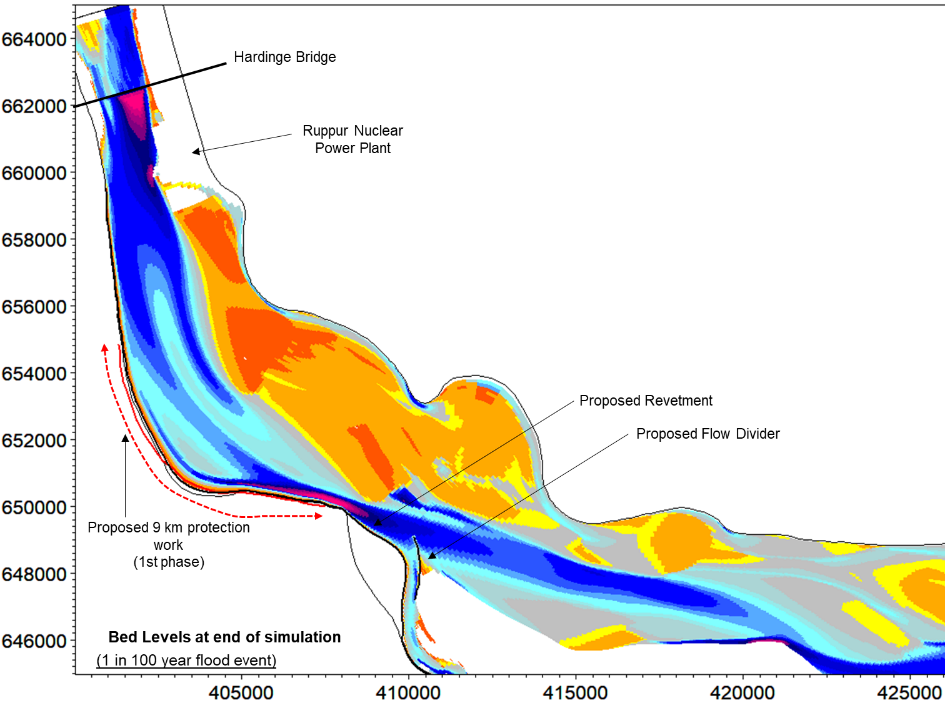 664000
Hardinge Bridge
662000
Ruppur Nuclear
Power Plant
660000
658000
656000
654000
Proposed Revetment
652000
Proposed Flow Divider
650000
Proposed 9 km protection
work
(1st phase)
648000
646000
Bed Levels at end of simulation
(1 in 100 year flood event)
405000 410000 415000 420000 425000